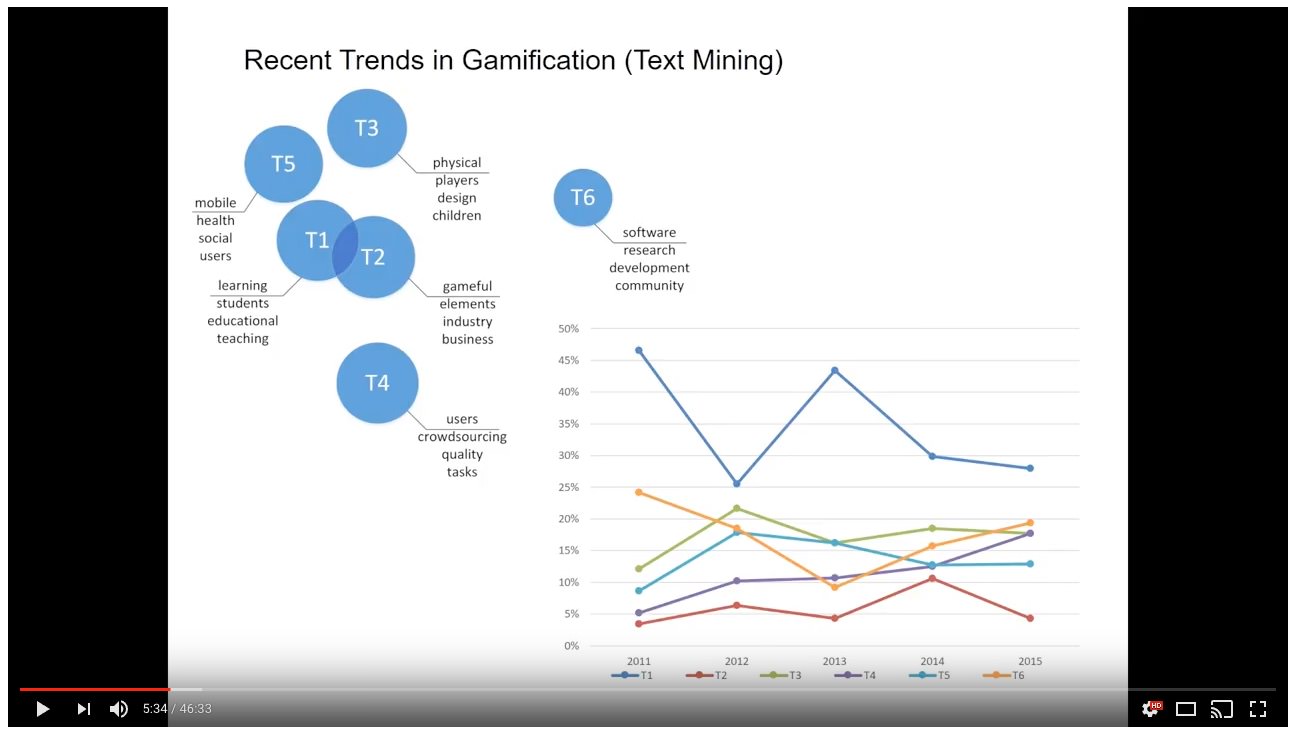 Recent Trends in Gamification (Text Mining)
T3
T5
physical
players
design
children
mobile
health
social
users
T1
T2
T6
software
research
development
community
learning
students
educational
teaching
gameful
elements
industry
business
T4
users
crowdsourcing
quality
tasks
50%
45%
40%
35%
30%
25%
20%
15%
10%
5%
0%
2011 2012 2013 2014 2015
T1 T2 T3 T4 T5 T6
5:34 / 46:33
HD